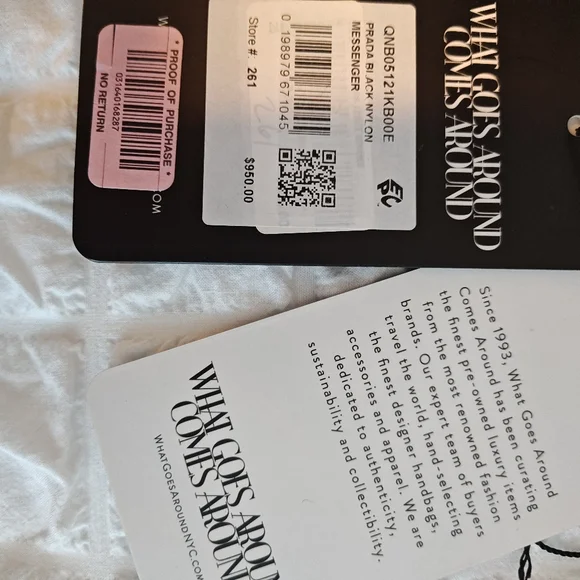 WHAT GOES AROUND
COMES AROUND
QNB05121KB00E
PRADA BLACK NYLON
MESSENGER
0 198979 671045
Store #: 261
$950.00
* PROOF OF PURCHASE *
031640168287
NO RETURN
Since 1993, What Goes Around
Comes Around has been curating
the finest pre-owned luxury items
from the most renowned fashion
brands. Our expert team of buyers
travel the world, hand-selecting
the finest designer handbags,
accessories and apparel. We are
dedicated to authenticity,
sustainability and collectibility.
WHAT GOES AROUND
COMES AROUND
WHATGOESAROUNDNYC.COM